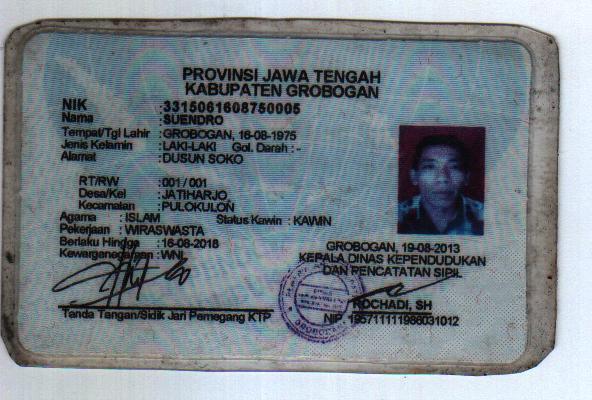 PROVINSI JAWA TENGAH
KABUPATEN GROBOGAN
NIK : 3315061608750005
Nama : SUENDRO
Tempat/Tgl Lahir : GROBOGAN, 16-08-1975
Jenis Kelamin : LAKI-LAKI Gol. Darah : -
Alamat : DUSUN SOKO
RT/RW : 001 / 001
Desa/Kel : JATIHARJO
Kecamatan : PULOKULON
Agama : ISLAM Status Kawin : KAWIN
Pekerjaan : WIRASWASTA
Berlaku Hingga : 16-08-2018
Kewarganegaraan : WNI
GROBOGAN, 19-08-2013
KEPALA DINAS KEPENDUDUKAN
DAN PENCATATAN SIPIL
ROCHADI, SH
NIP. 195711111986031012
Tanda Tangan/Sidik Jari Pemegang KTP
GROBOGAN